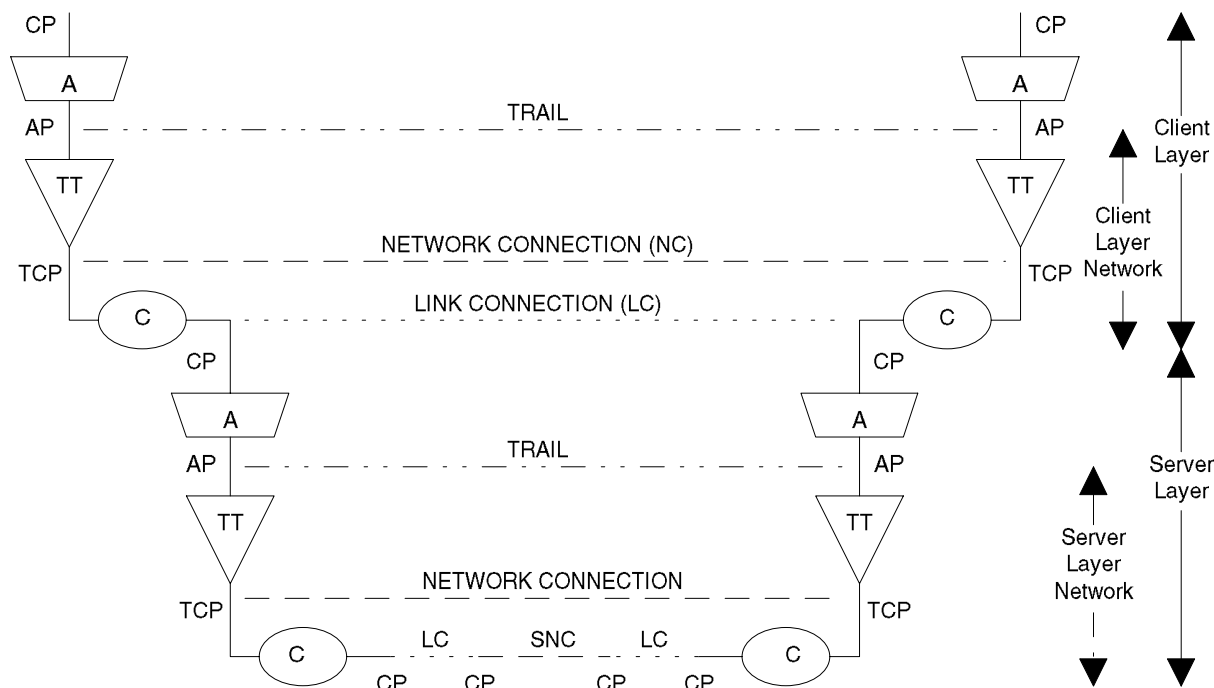 CP CP
A A
TRAIL
AP AP
Client
Layer
TT TT
Client
Layer
Network
NETWORK CONNECTION (NC)
TCP TCP
LINK CONNECTION (LC)
C C
CP CP
A A
TRAIL
AP AP
Server
Layer
TT TT
Server
Layer
Network
NETWORK CONNECTION
TCP TCP
LC SNC LC
C C
CP CP CP CP